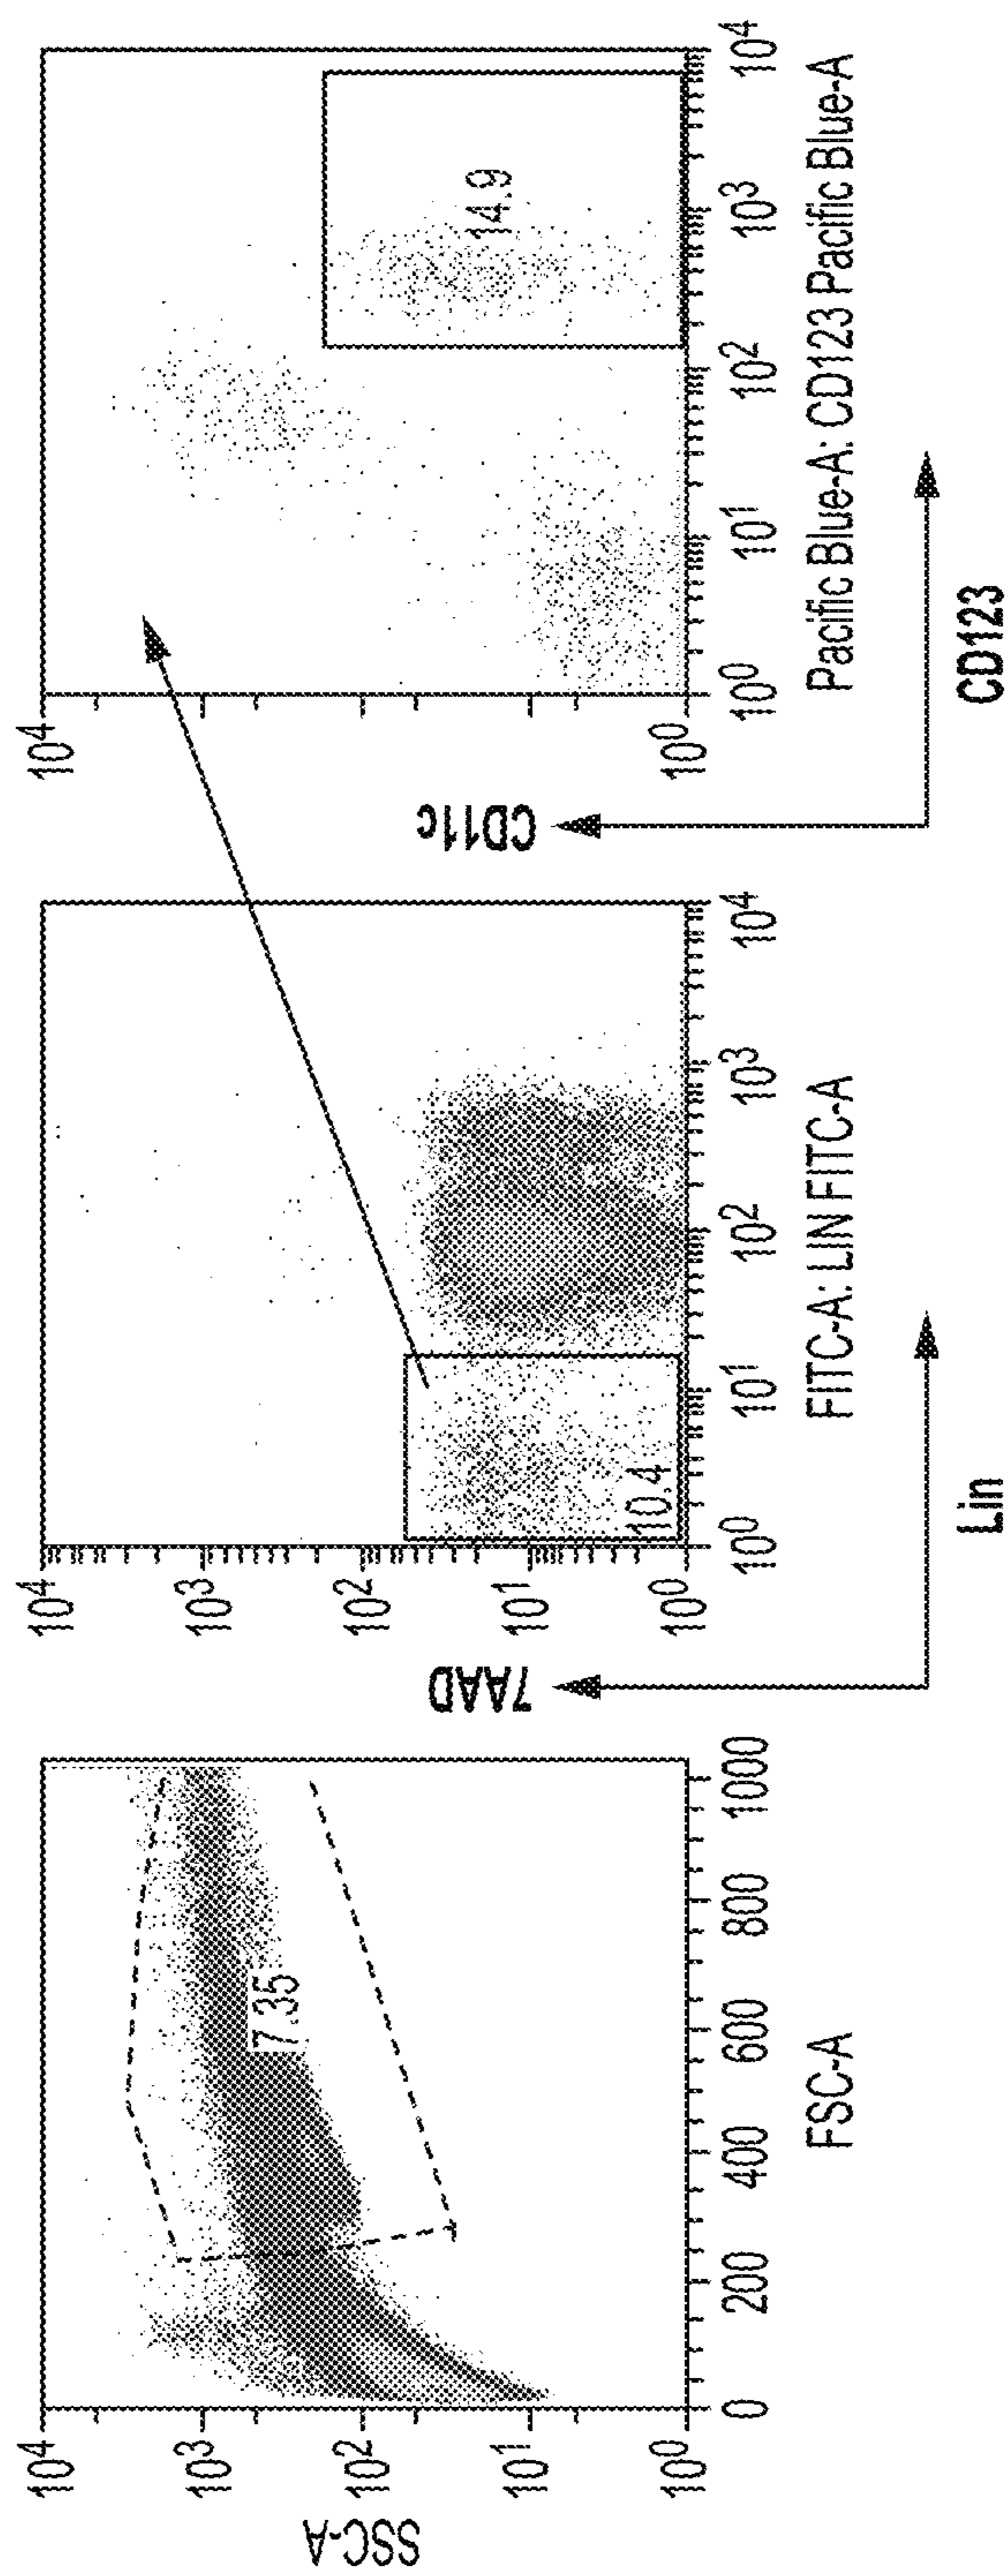 10⁴
10³
10²
10¹
10⁰
SSC-A
7.35
0 200 400 600 800 1000
FSC-A
10⁴
10³
10²
10¹
10⁰
7AAD
10.4
10⁰ 10¹ 10² 10³ 10⁴
FITC-A: LIN FITC-A
Lin
10⁴
10⁰
CD11c
14.9
10⁰ 10¹ 10² 10³ 10⁴
Pacific Blue-A: CD123 Pacific Blue-A
CD123